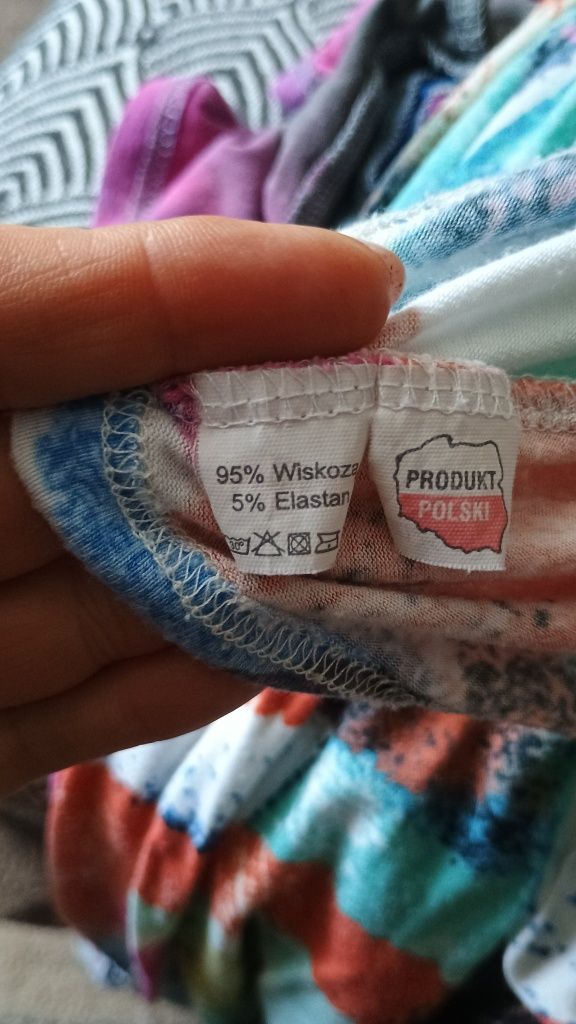 95% Wiskoza
5% Elastan
PRODUKT
POLSKI